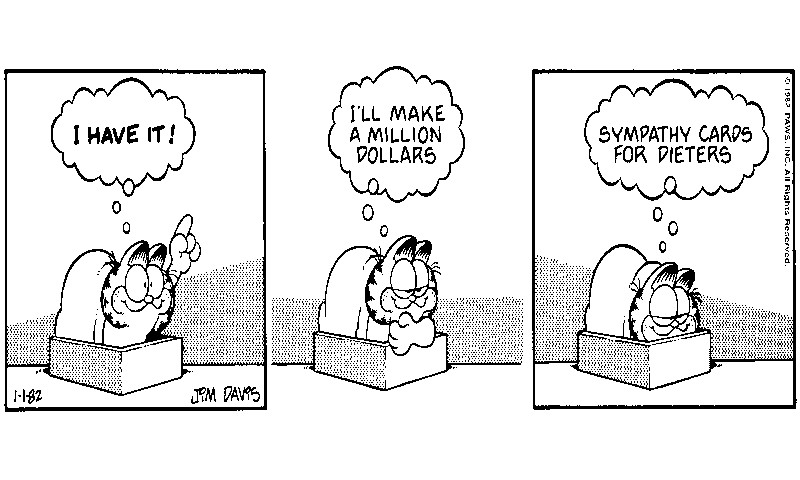 I HAVE IT!
1-1-82
JIM DAVIS
I'LL MAKE
A MILLION
DOLLARS
SYMPATHY CARDS
FOR DIETERS
© 1982 PAWS, INC. All Rights Reserved.